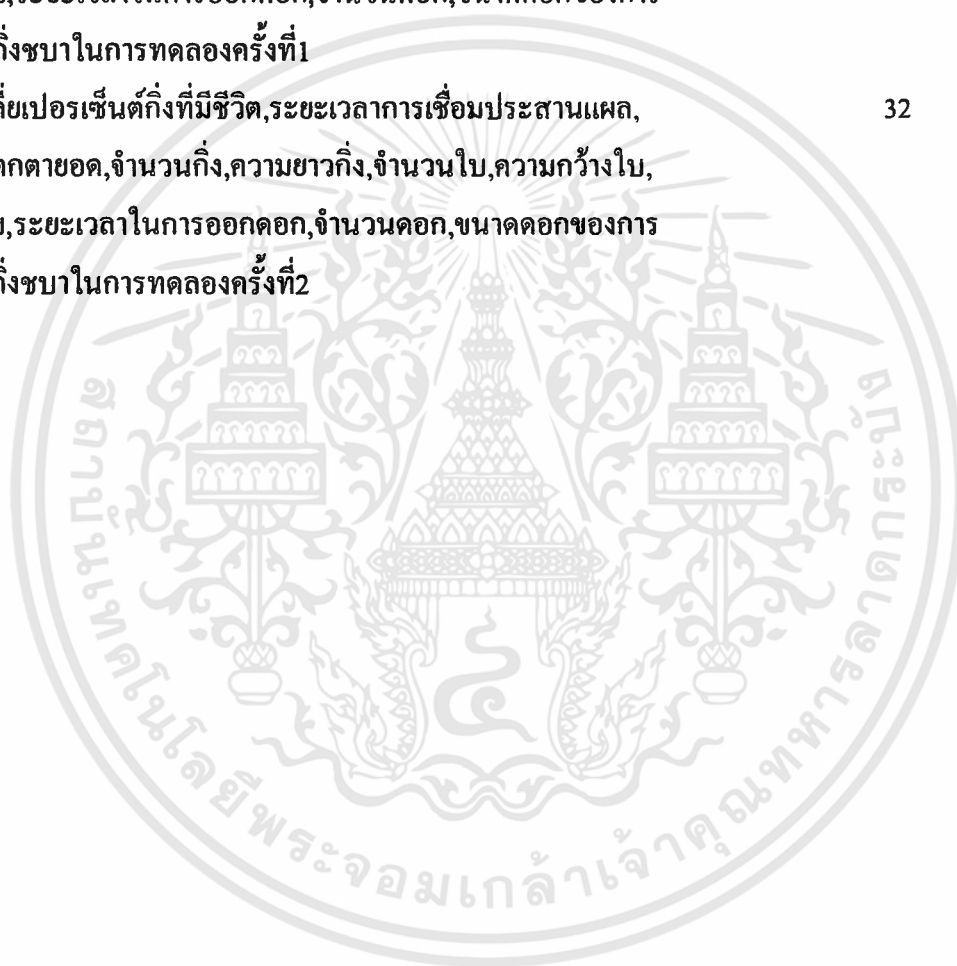 กิ่งชบาในการทดลองครั้งที่1
ลี่ยเปอรเซ็นต์กิ่งที่มีชีวิต,ระยะเวลาการเชื่อมประสานแผล, 32
ตกตายอด,จำนวนกิ่ง,ความยาวกิ่ง,จำนวนใบ,ความกว้างใบ,
,ระยะเวลาในการออกดอก,จำนวนดอก,ขนาดดอกของการ
กิ่งชบาในการทดลองครั้งที่2
สถาบันเทคโนโลยีพระจอมเกล้าเจ้าคุณทหารลาดกระบัง